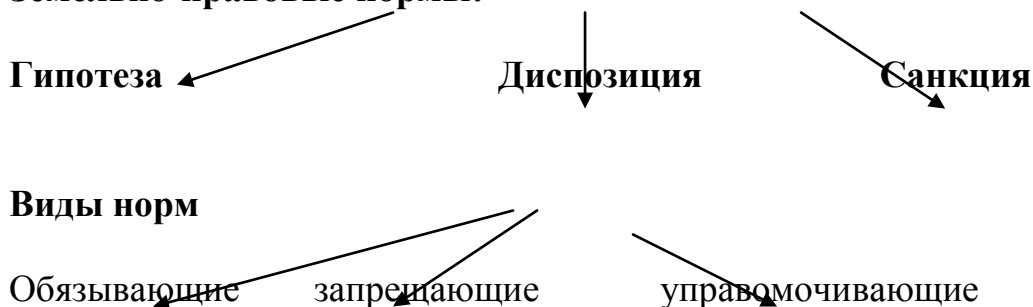 Земельно-правовые нормы:
Гипотеза Диспозиция Санкция
Виды норм
Обязывающие запрещающие управомочивающие